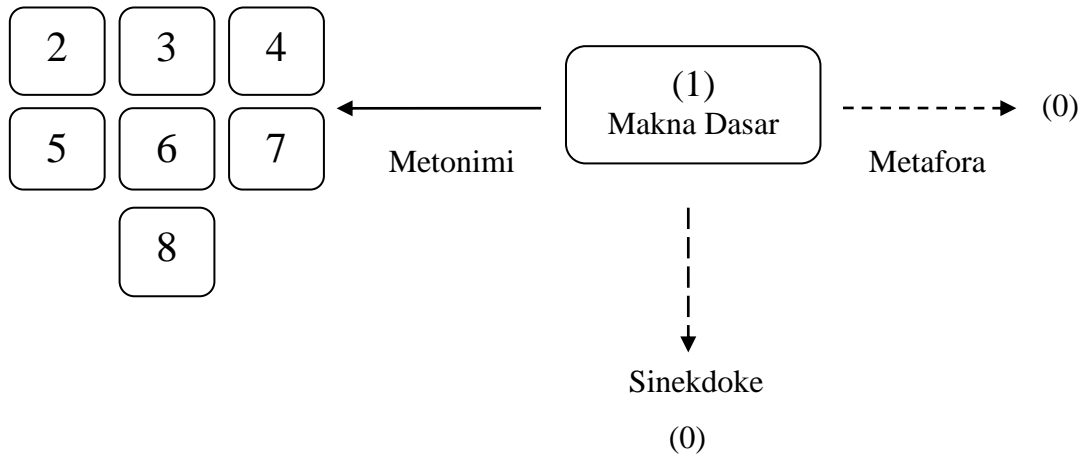 2 3 4
5 6 7
8
Metonimi
(1)
Makna Dasar
Metafora
(0)
Sinekdoke
(0)